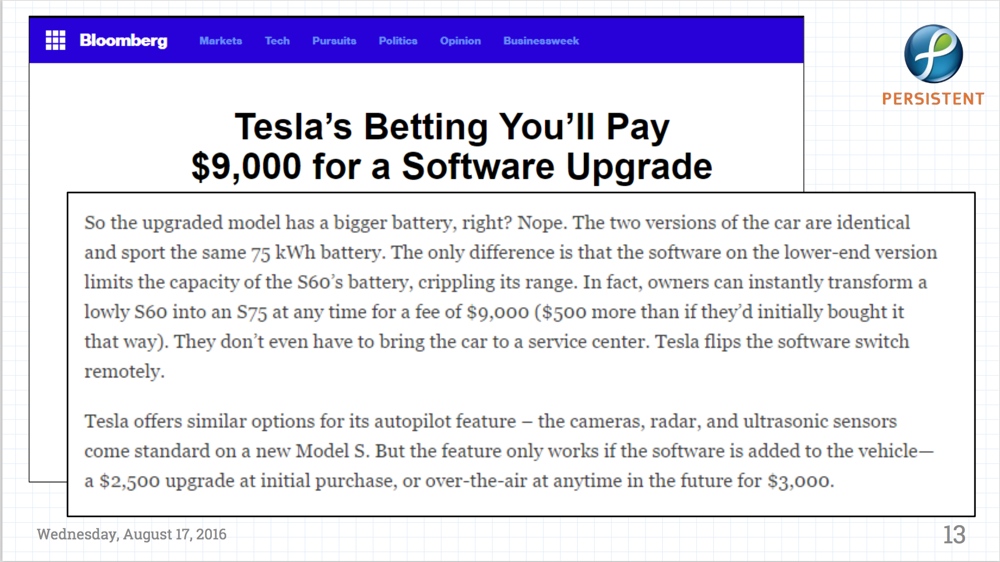 Bloomberg Markets Tech Pursuits Politics Opinion Businessweek
PERSISTENT
Tesla’s Betting You’ll Pay
$9,000 for a Software Upgrade
So the upgraded model has a bigger battery, right? Nope. The two versions of the car are identical
and sport the same 75 kWh battery. The only difference is that the software on the lower-end version
limits the capacity of the S60’s battery, crippling its range. In fact, owners can instantly transform a
lowly S60 into an S75 at any time for a fee of $9,000 ($500 more than if they’d initially bought it
that way). They don’t even have to bring the car to a service center. Tesla flips the software switch
remotely.
Tesla offers similar options for its autopilot feature – the cameras, radar, and ultrasonic sensors
come standard on a new Model S. But the feature only works if the software is added to the vehicle—
a $2,500 upgrade at initial purchase, or over-the-air at anytime in the future for $3,000.
Wednesday, August 17, 2016
13